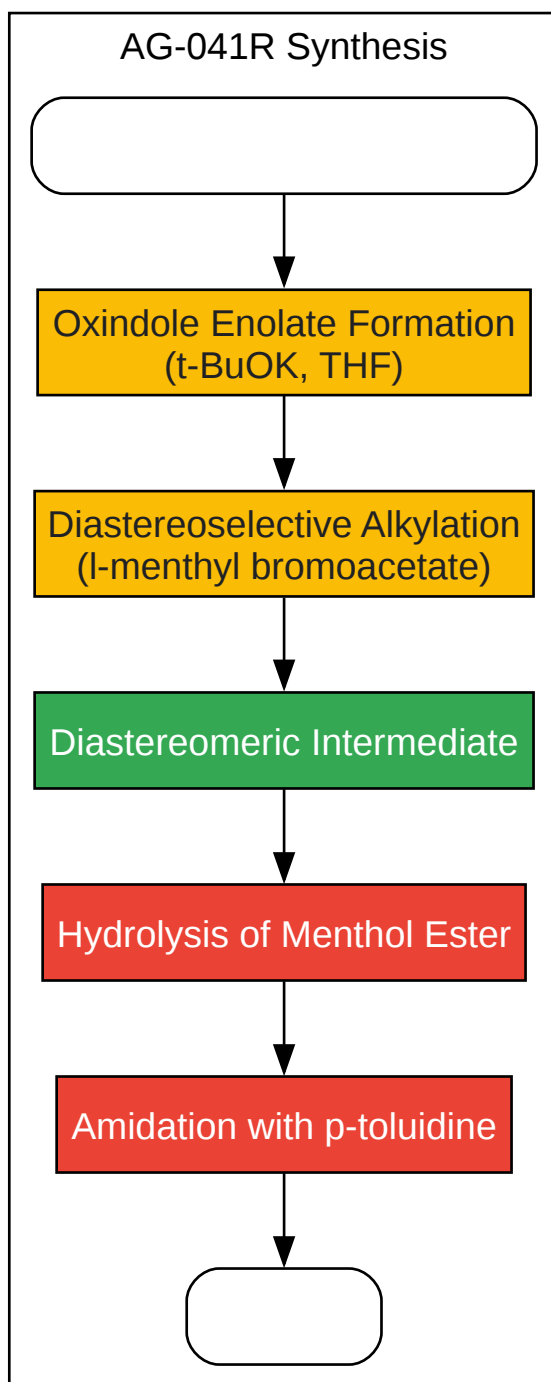 AG-041R Synthesis
Oxindole Enolate Formation
(t-BuOK, THF)
Diastereoselective Alkylation
(l-menthyl bromoacetate)
Diastereomeric Intermediate
Hydrolysis of Menthol Ester
Amidation with p-toluidine